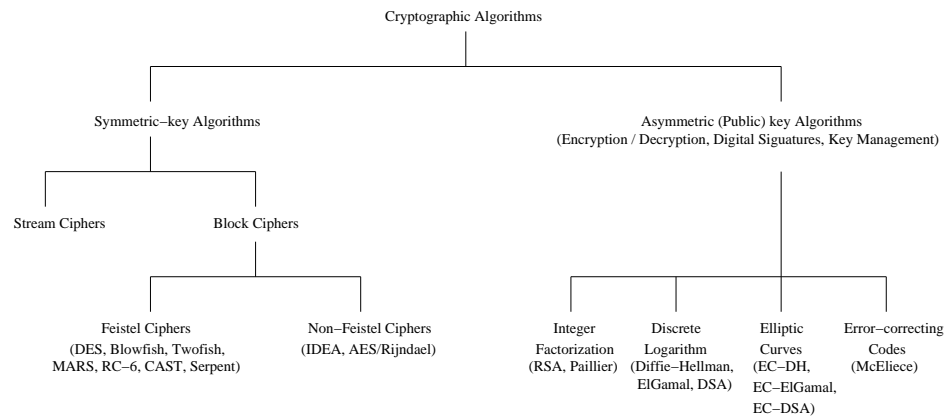 Cryptographic Algorithms
Symmetric−key Algorithms
Asymmetric (Public) key Algorithms
(Encryption / Decryption, Digital Siguatures, Key Management)
Stream Ciphers
Block Ciphers
Feistel Ciphers
(DES, Blowfish, Twofish,
MARS, RC−6, CAST, Serpent)
Non−Feistel Ciphers
(IDEA, AES/Rijndael)
Integer
Factorization
(RSA, Paillier)
Discrete
Logarithm
(Diffie−Hellman,
ElGamal, DSA)
Elliptic
Curves
(EC−DH,
EC−ElGamal,
EC−DSA)
Error−correcting
Codes
(McEliece)